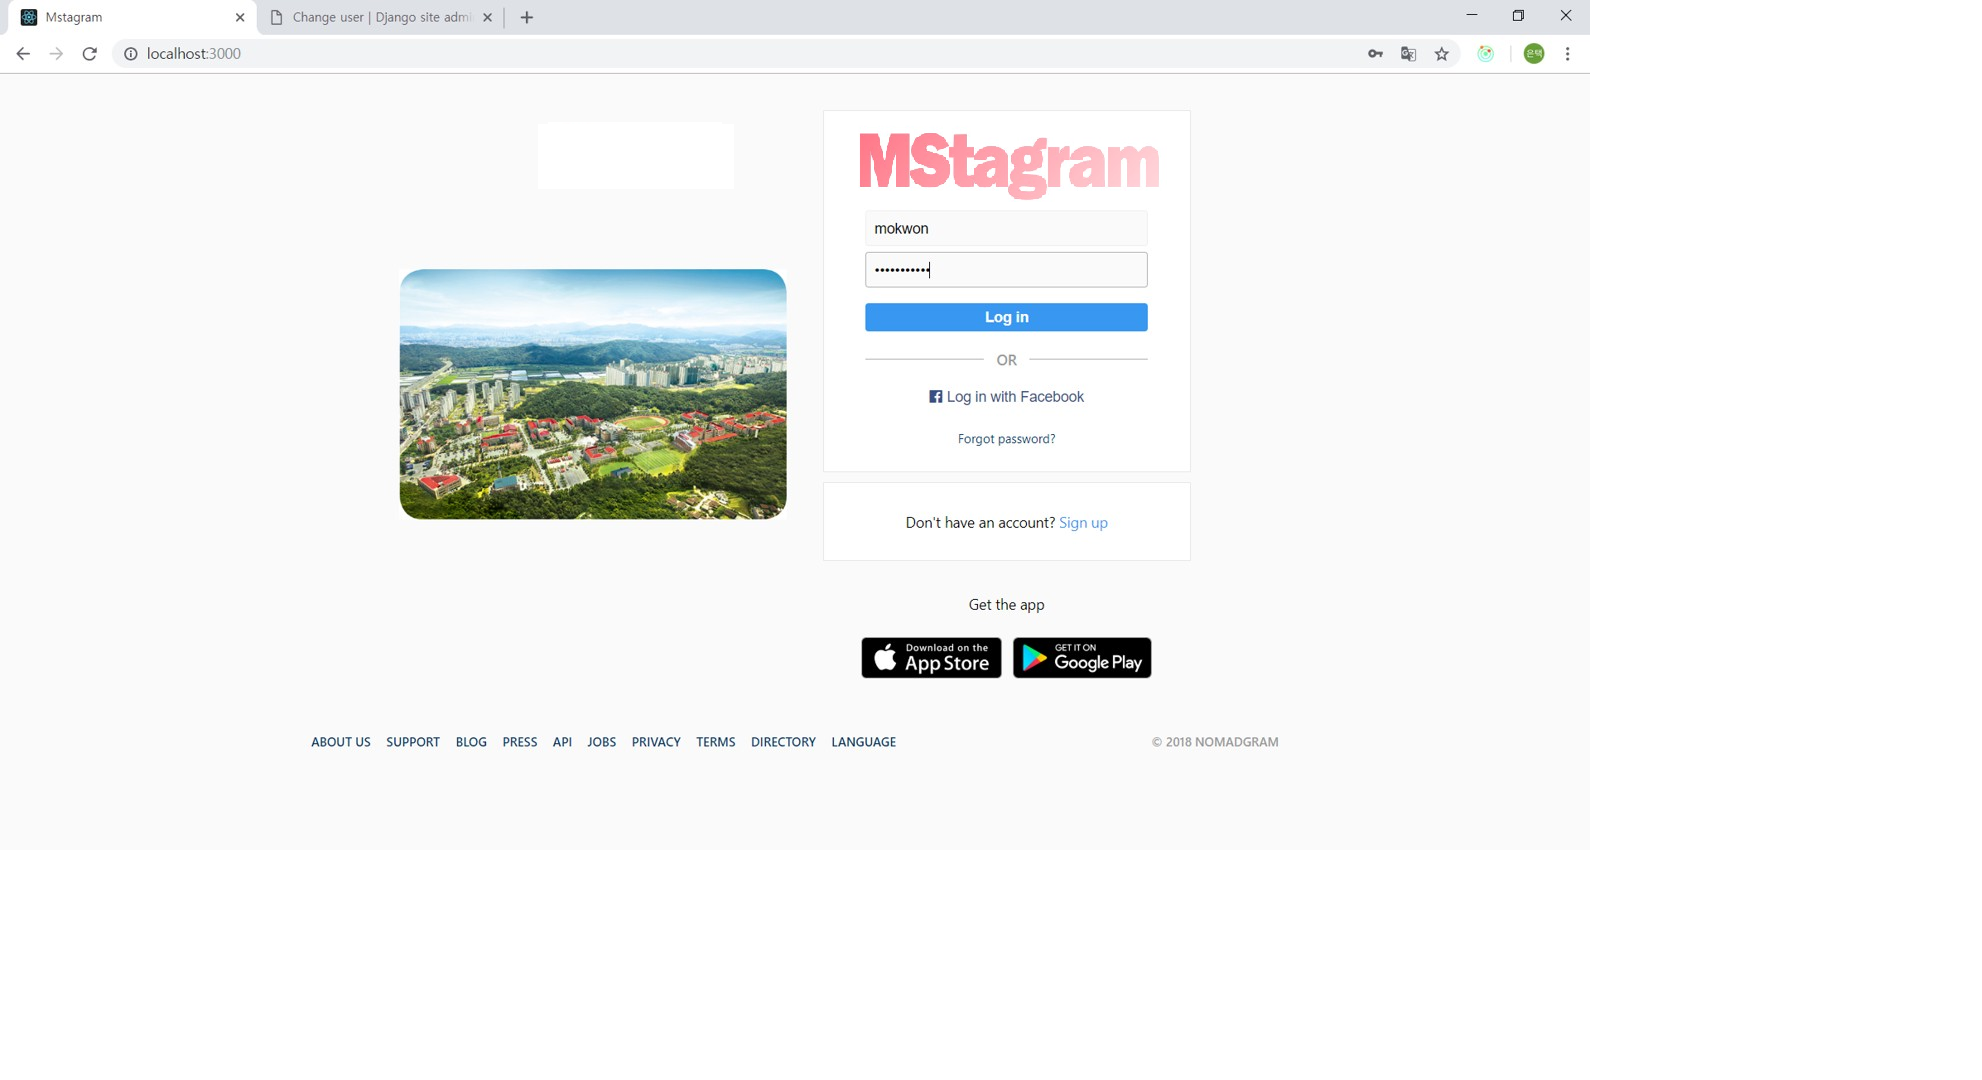 Mstagram
Change user | Django site admi
localhost:3000
은택
MStagram
mokwon
•••••••••••
Log in
OR
Log in with Facebook
Forgot password?
Don't have an account? Sign up
Get the app
Download on the
App Store
GET IT ON
Google Play
ABOUT US SUPPORT BLOG PRESS API JOBS PRIVACY TERMS DIRECTORY LANGUAGE
© 2018 NOMADGRAM